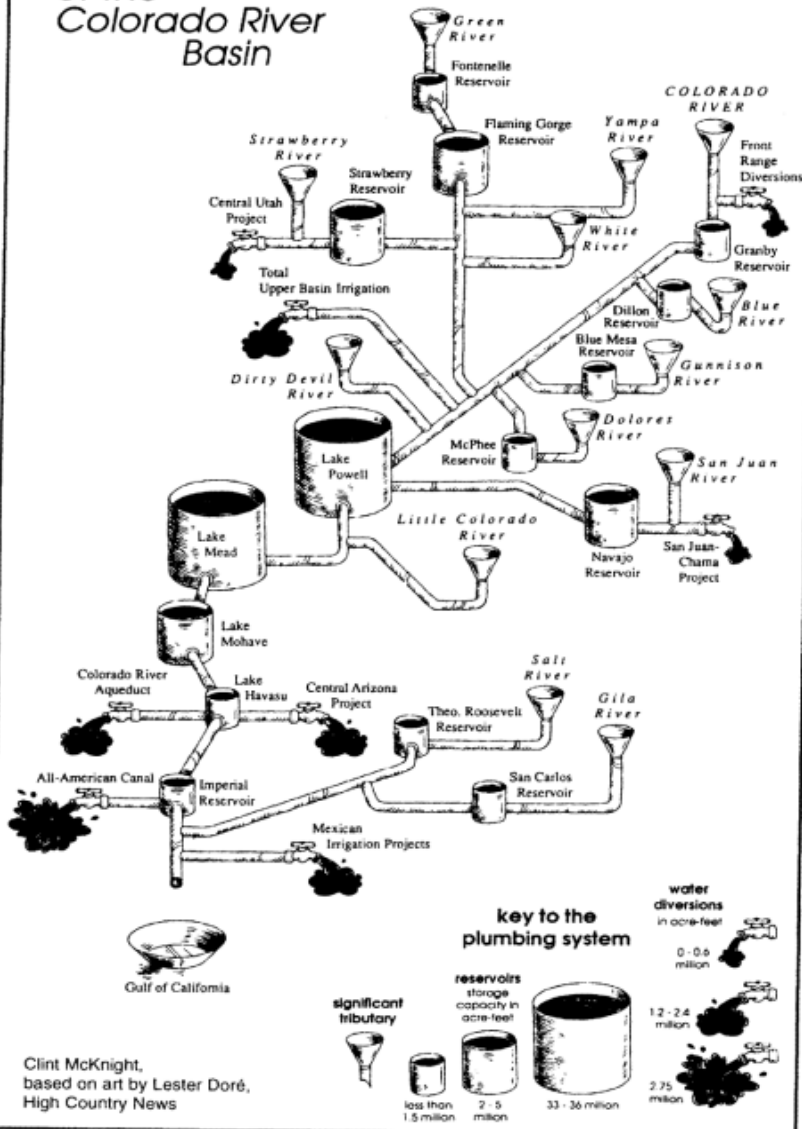 Colorado River
Basin
Green
River
Fontenelle
Reservoir
COLORADO
RIVER
Flaming Gorge
Reservoir
Yampa
River
Front
Range
Diversions
Strawberry
River
Strawberry
Reservoir
Central Utah
Project
White
River
Granby
Reservoir
Total
Upper Basin Irrigation
Dillon
Reservoir
Blue
River
Blue Mesa
Reservoir
Gunnison
River
Dirty Devil
River
Dolores
River
McPhee
Reservoir
Lake
Powell
San Juan
River
Little Colorado
River
Lake
Mead
Navajo
Reservoir
San Juan-
Chama
Project
Lake
Mohave
Colorado River
Aqueduct
Lake
Havasu
Central Arizona
Project
Salt
River
Gila
River
Theo. Roosevelt
Reservoir
All-American Canal
Imperial
Reservoir
San Carlos
Reservoir
Mexican
Irrigation Projects
Gulf of California
key to the
plumbing system
water
diversions
in acre-feet
0 - 0.6
million
1.2 - 2.4
million
2.75
million
significant
tributary
reservoirs
storage
capacity in
acre-feet
less than
1.5 million
2 - 5
million
33 - 36 million
Clint McKnight,
based on art by Lester Doré,
High Country News